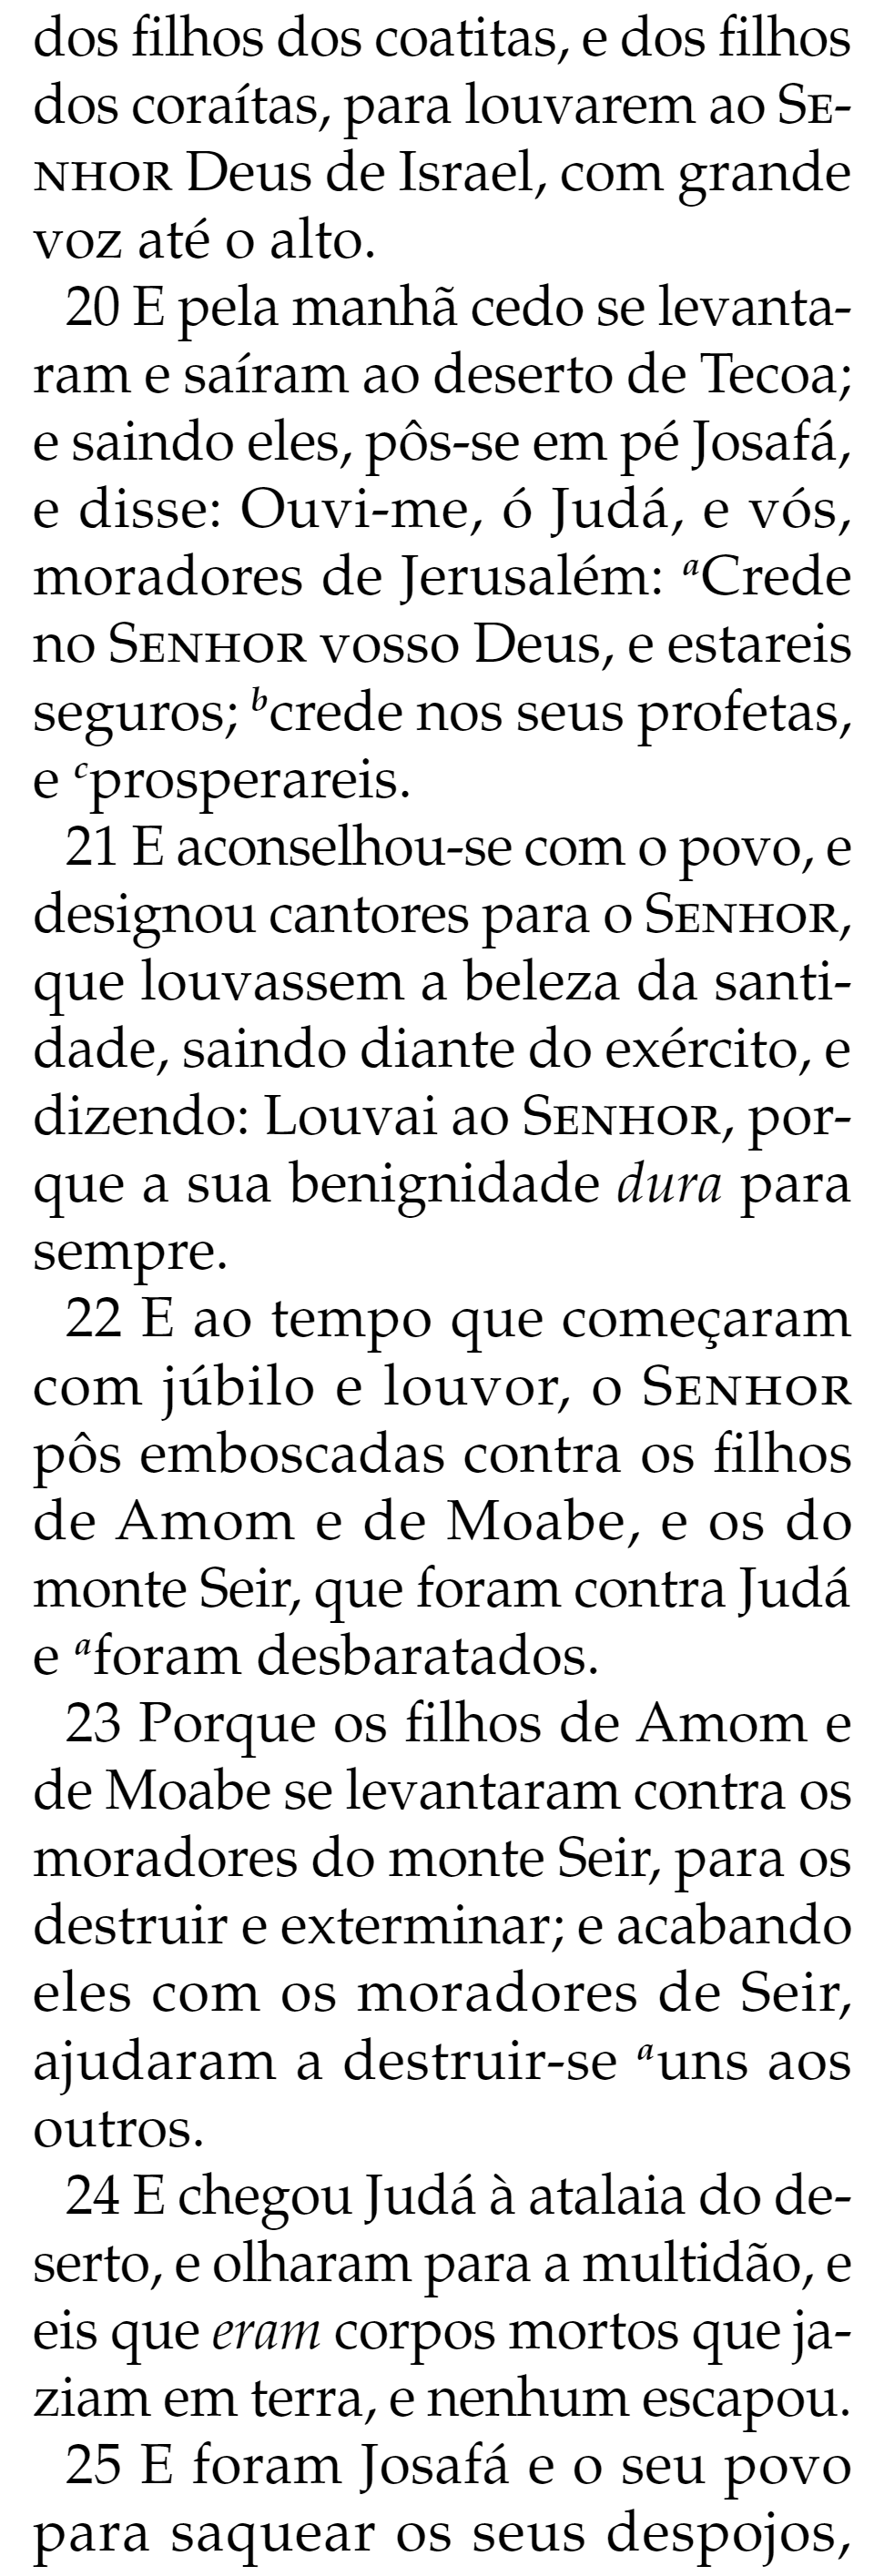 dos filhos dos coatitas, e dos filhos
dos coraítas, para louvarem ao SE-
NHOR Deus de Israel, com grande
voz até o alto.
20 E pela manhã cedo se levanta-
ram e saíram ao deserto de Tecoa;
e saindo eles, pôs-se em pé Josafá,
e disse: Ouvi-me, ó Judá, e vós,
moradores de Jerusalém: aCrede
no SENHOR vosso Deus, e estareis
seguros; bcrede nos seus profetas,
e cprosperareis.
21 E aconselhou-se com o povo, e
designou cantores para o SENHOR,
que louvassem a beleza da santi-
dade, saindo diante do exército, e
dizendo: Louvai ao SENHOR, por-
que a sua benignidade dura para
sempre.
22 E ao tempo que começaram
com júbilo e louvor, o SENHOR
pôs emboscadas contra os filhos
de Amom e de Moabe, e os do
monte Seir, que foram contra Judá
e aforam desbaratados.
23 Porque os filhos de Amom e
de Moabe se levantaram contra os
moradores do monte Seir, para os
destruir e exterminar; e acabando
eles com os moradores de Seir,
ajudaram a destruir-se auns aos
outros.
24 E chegou Judá à atalaia do de-
serto, e olharam para a multidão, e
eis que eram corpos mortos que ja-
ziam em terra, e nenhum escapou.
25 E foram Josafá e o seu povo
para saquear os seus despojos,